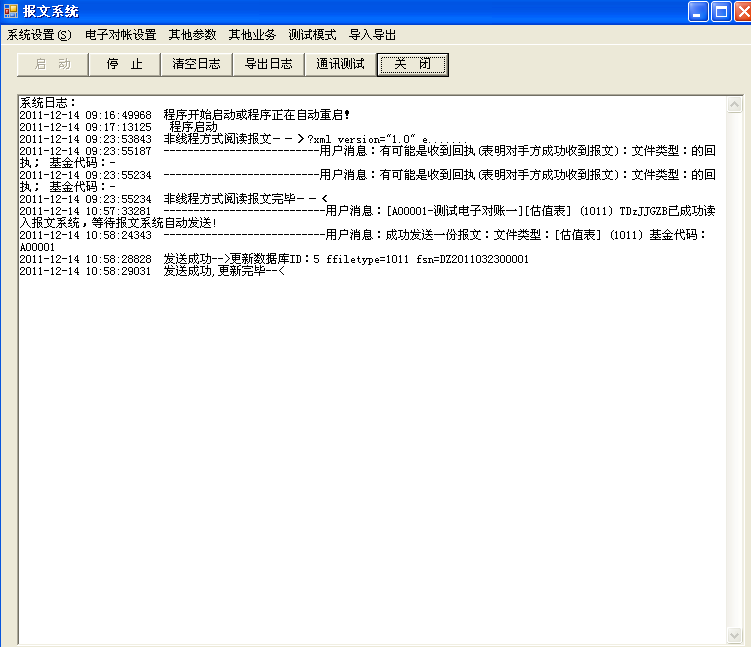 报文系统
系统设置(S) 电子对帐设置 其他参数 其他业务 测试模式 导入导出
启 动 停 止 清空日志 导出日志 通讯测试 关 闭
系统日志：
2011-12-14 09:16:49968 程序开始启动或程序正在自动重启！
2011-12-14 09:17:13125 程序启动
2011-12-14 09:23:53843 非线程方式阅读报文－－＞?xml version="1.0" e.......
2011-12-14 09:23:55187 --------------------------用户消息：有可能是收到回执(表明对手方成功收到报文)：文件类型：的回
执； 基金代码：-
2011-12-14 09:23:55234 --------------------------用户消息：有可能是收到回执(表明对手方成功收到报文)：文件类型：的回
执； 基金代码：-
2011-12-14 09:23:55234 非线程方式阅读报文完毕－－＜
2011-12-14 10:57:33281 ---------------------------用户消息：[A00001-测试电子对账一][估值表] (1011) TDzJJGZB已成功读
入报文系统，等待报文系统自动发送!
2011-12-14 10:58:24343 ---------------------------用户消息：成功发送一份报文：文件类型：[估值表] (1011) 基金代码：
A00001
2011-12-14 10:58:28828 发送成功-->更新数据库ID：5 ffiletype=1011 fsn=DZ2011032300001
2011-12-14 10:58:29031 发送成功,更新完毕--<